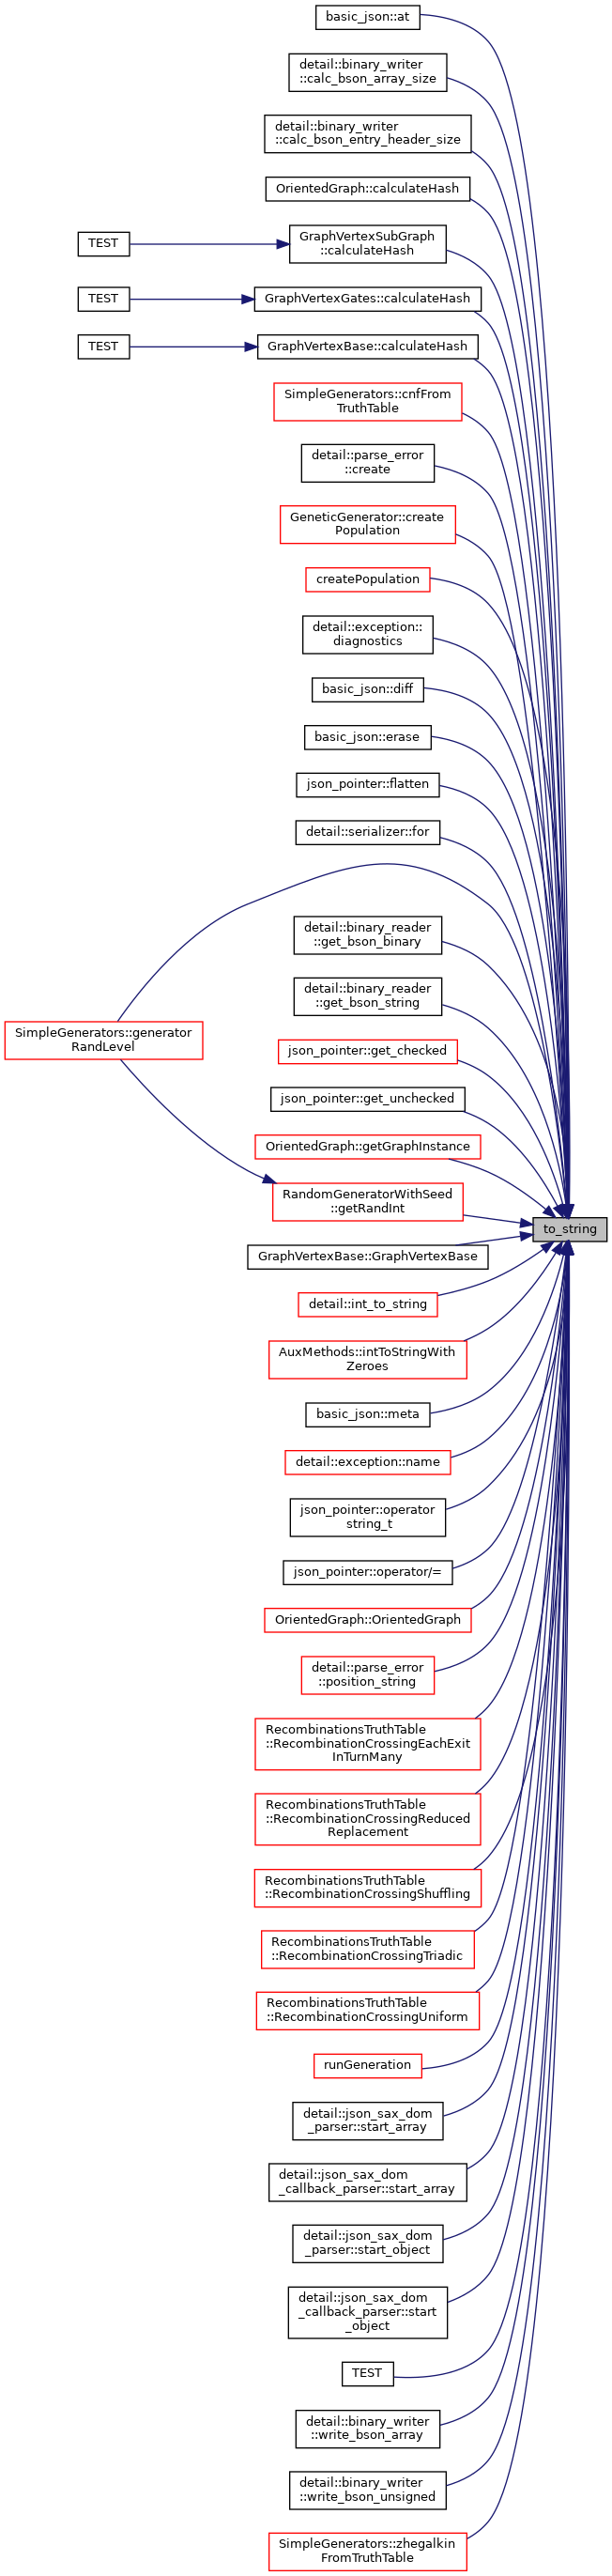 basic_json::at
detail::binary_writer
::calc_bson_array_size
detail::binary_writer
::calc_bson_entry_header_size
OrientedGraph::calculateHash
TEST
GraphVertexSubGraph
::calculateHash
TEST
GraphVertexGates::calculateHash
TEST
GraphVertexBase::calculateHash
SimpleGenerators::cnfFrom
TruthTable
detail::parse_error
::create
GeneticGenerator::create
Population
createPopulation
detail::exception::
diagnostics
basic_json::diff
basic_json::erase
json_pointer::flatten
detail::serializer::for
detail::binary_reader
::get_bson_binary
detail::binary_reader
::get_bson_string
SimpleGenerators::generator
RandLevel
json_pointer::get_checked
json_pointer::get_unchecked
OrientedGraph::getGraphInstance
RandomGeneratorWithSeed
::getRandInt
to_string
GraphVertexBase::GraphVertexBase
detail::int_to_string
AuxMethods::intToStringWith
Zeroes
basic_json::meta
detail::exception::name
json_pointer::operator
string_t
json_pointer::operator/=
OrientedGraph::OrientedGraph
detail::parse_error
::position_string
RecombinationsTruthTable
::RecombinationCrossingEachExit
InTurnMany
RecombinationsTruthTable
::RecombinationCrossingReduced
Replacement
RecombinationsTruthTable
::RecombinationCrossingShuffling
RecombinationsTruthTable
::RecombinationCrossingTriadic
RecombinationsTruthTable
::RecombinationCrossingUniform
runGeneration
detail::json_sax_dom
_parser::start_array
detail::json_sax_dom
_callback_parser::start_array
detail::json_sax_dom
_parser::start_object
detail::json_sax_dom
_callback_parser::start
_object
TEST
detail::binary_writer
::write_bson_array
detail::binary_writer
::write_bson_unsigned
SimpleGenerators::zhegalkin
FromTruthTable